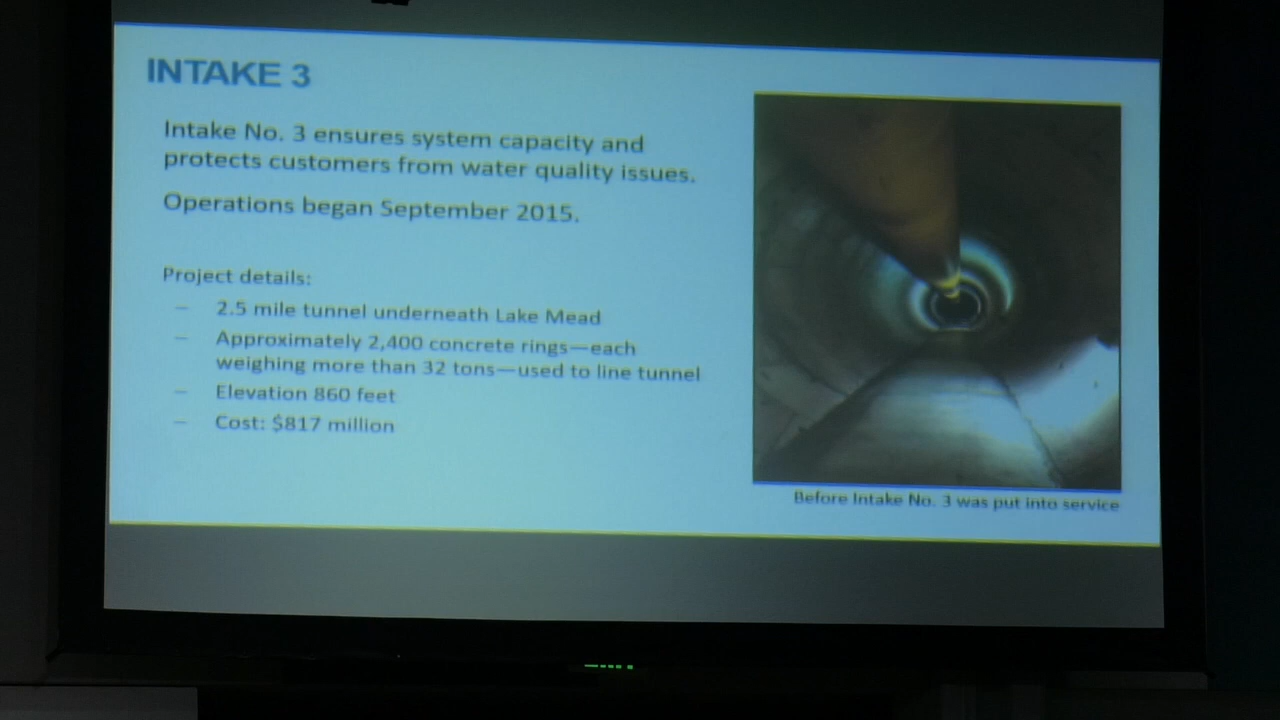 INTAKE 3
Intake No. 3 ensures system capacity and
protects customers from water quality issues.
Operations began September 2015.
Project details:
– 2.5 mile tunnel underneath Lake Mead
– Approximately 2,400 concrete rings—each
weighing more than 32 tons—used to line tunnel
– Elevation 860 feet
– Cost: $817 million
Before Intake No. 3 was put into service